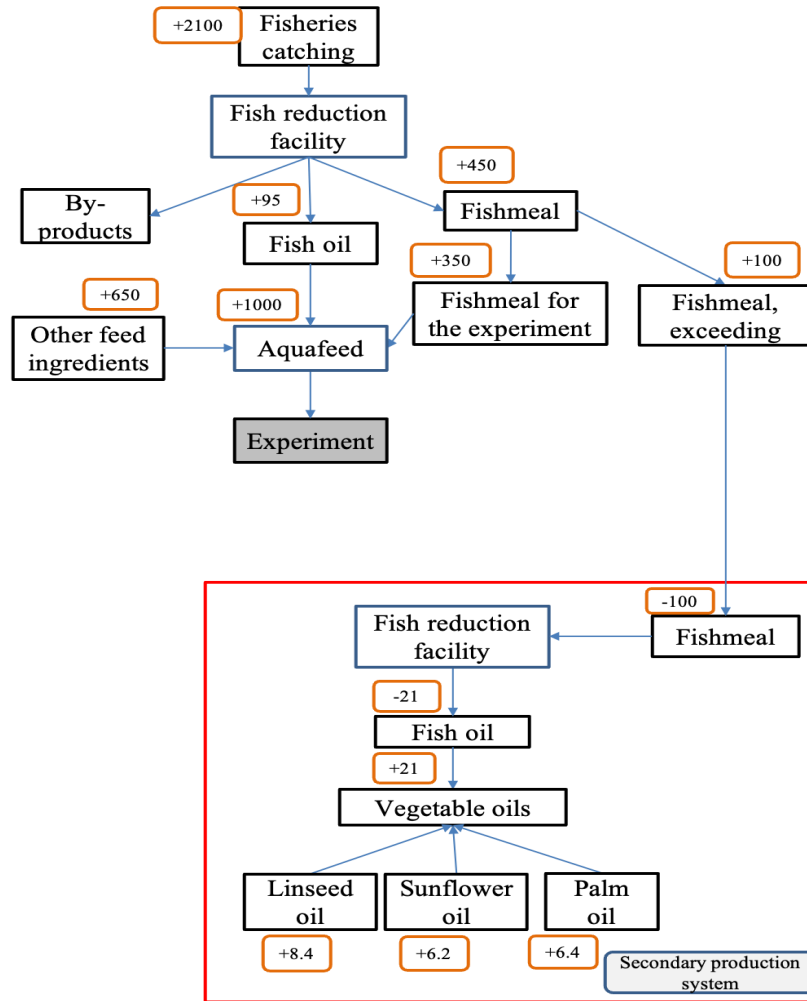 +2100
Fisheries
catching
Fish reduction
facility
+450
By-
products
+95
Fishmeal
Fish oil
+350
+100
+650
+1000
Fishmeal for
the experiment
Fishmeal,
exceeding
Other feed
ingredients
Aquafeed
Experiment
-100
Fish reduction
facility
Fishmeal
-21
Fish oil
+21
Vegetable oils
Linseed
oil
Sunflower
oil
Palm
oil
+8.4
+6.2
+6.4
Secondary production
system